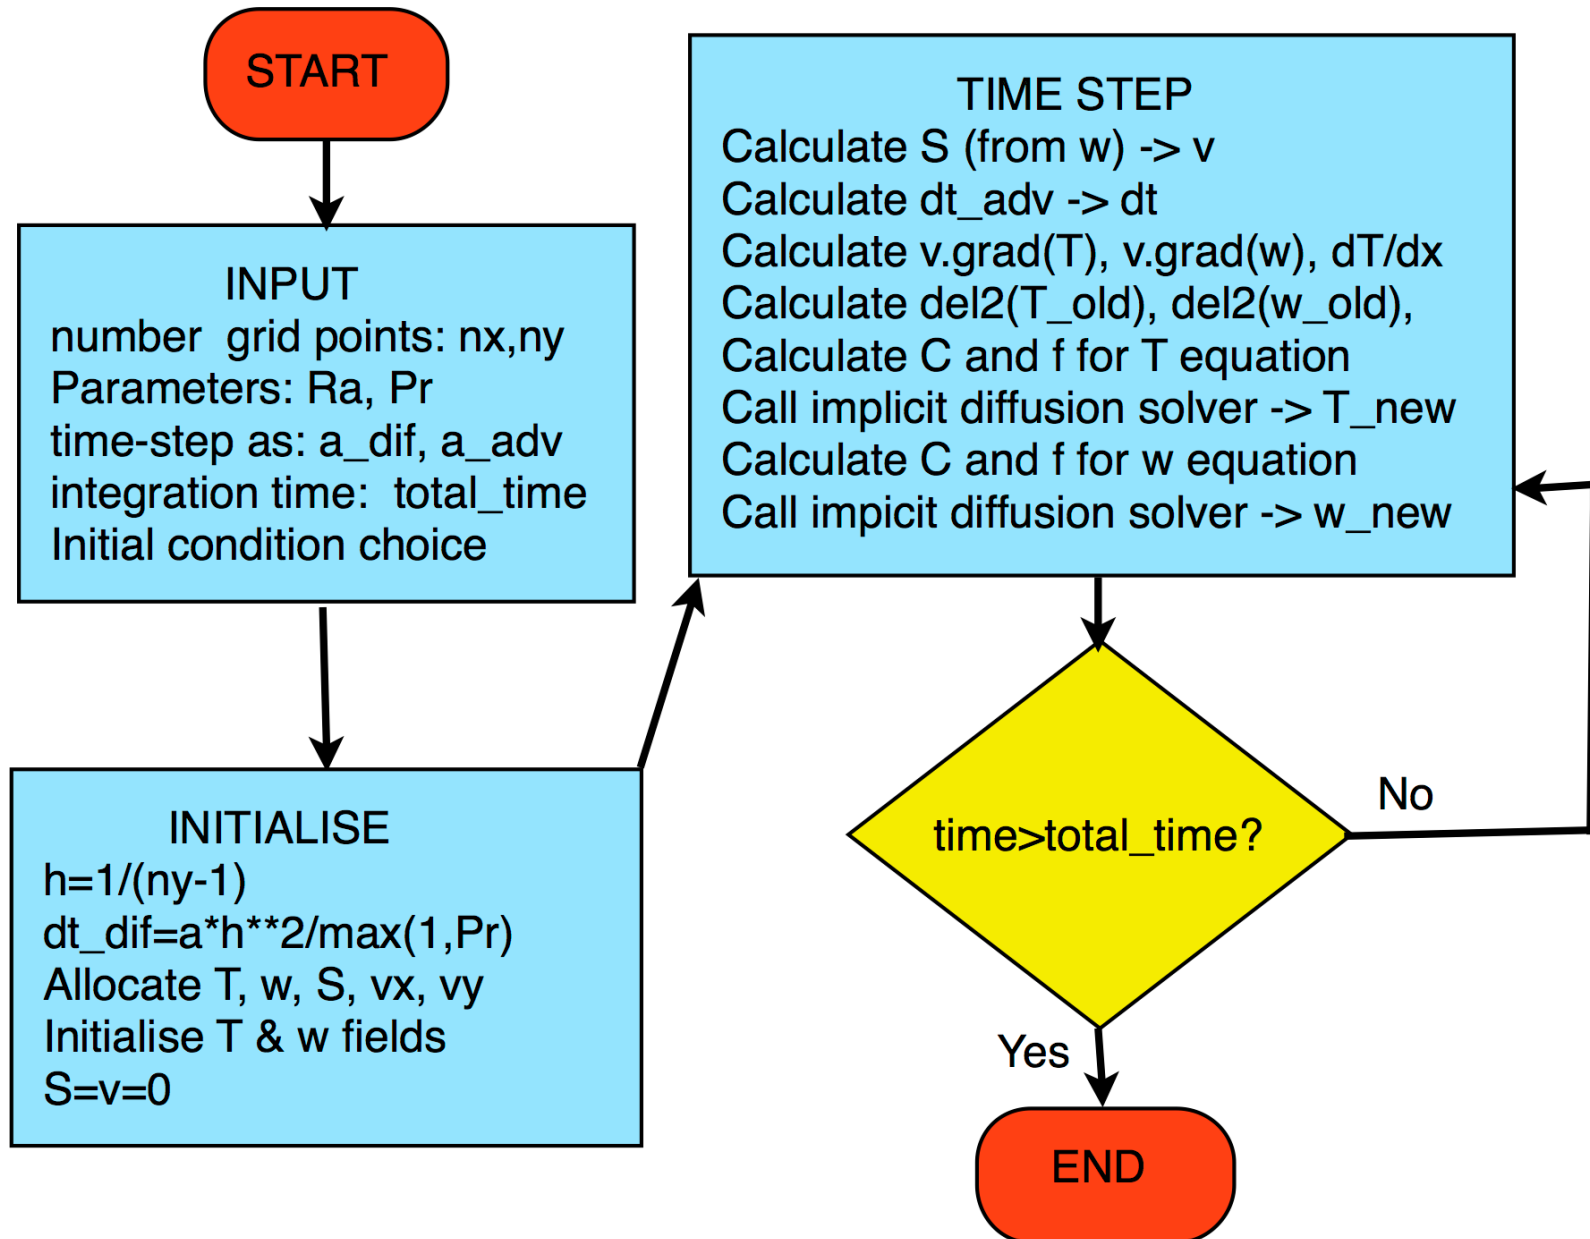 START
INPUT
number  grid points: nx,ny
Parameters: Ra, Pr
time-step as: a_dif, a_adv
integration time:  total_time
Initial condition choice
INITIALISE
h=1/(ny-1)
dt_dif=a*h**2/max(1,Pr)
Allocate T, w, S, vx, vy
Initialise T & w fields
S=v=0
TIME STEP
Calculate S (from w) -> v
Calculate dt_adv -> dt
Calculate v.grad(T), v.grad(w), dT/dx
Calculate del2(T_old), del2(w_old),
Calculate C and f for T equation
Call implicit diffusion solver -> T_new
Calculate C and f for w equation
Call impicit diffusion solver -> w_new
time>total_time?
No
Yes
END